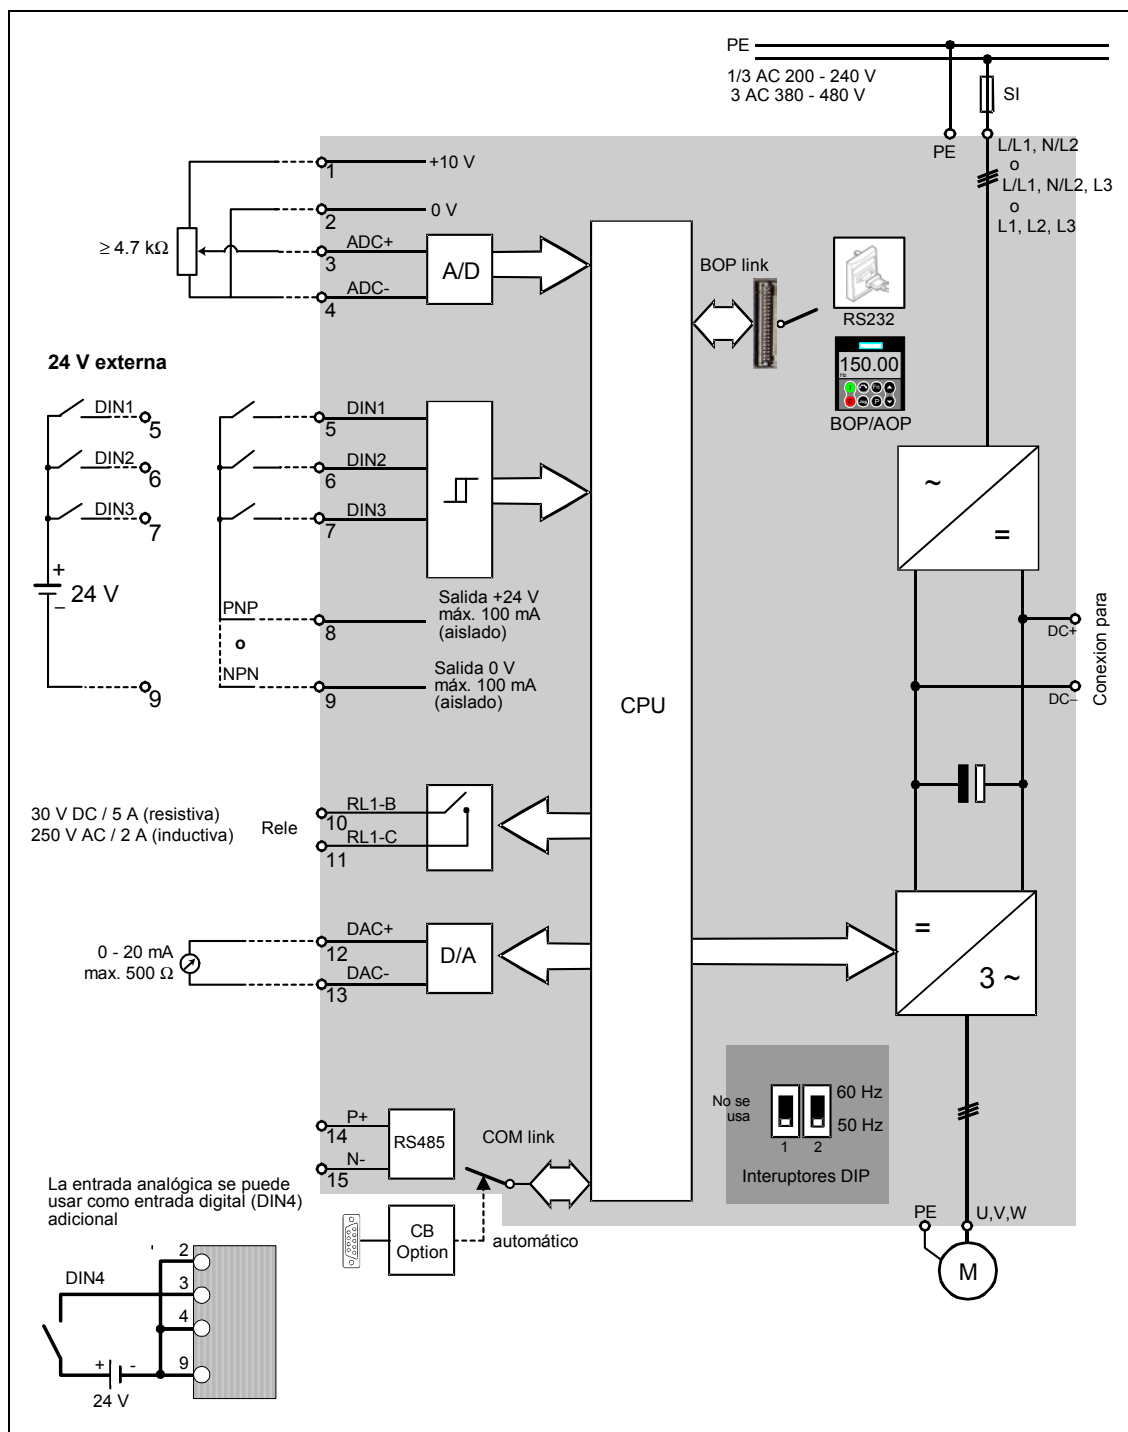 PE
1/3 AC 200 - 240 V
3 AC 380 - 480 V
SI
PE
L/L1, N/L2
o
L/L1, N/L2, L3
o
L1, L2, L3
1
+10 V
2
0 V
≥ 4.7 kΩ
ADC+
3
ADC-
4
A/D
BOP link
RS232
150.00
Hz
BOP/AOP
24 V externa
DIN1
5
DIN2
6
DIN3
7
+
24 V
–
9
DIN1
5
DIN2
6
DIN3
7
PNP
8
o
NPN
9
Salida +24 V
máx. 100 mA
(aislado)
Salida 0 V
máx. 100 mA
(aislado)
CPU
~
=
DC+
DC–
Conexion para
30 V DC / 5 A (resistiva)
250 V AC / 2 A (inductiva)
Rele
RL1-B
10
RL1-C
11
0 - 20 mA
max. 500 Ω
DAC+
12
DAC-
13
D/A
=
3 ~
No se
usa
60 Hz
50 Hz
1
2
Interuptores DIP
P+
14
N-
15
RS485
COM link
CB
Option
automático
PE
U,V,W
M
La entrada analógica se puede
usar como entrada digital (DIN4)
adicional
DIN4
2
3
4
9
+ -
24 V